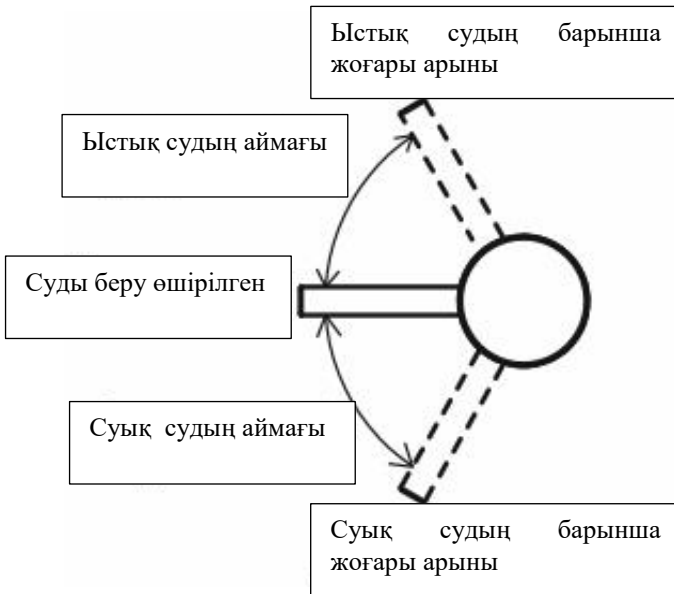 Ыстық судың барынша
жоғары арыны
Ыстық судың аймағы
Суды беру өшірілген
Суық судың аймағы
Суық судың барынша
жоғары арыны